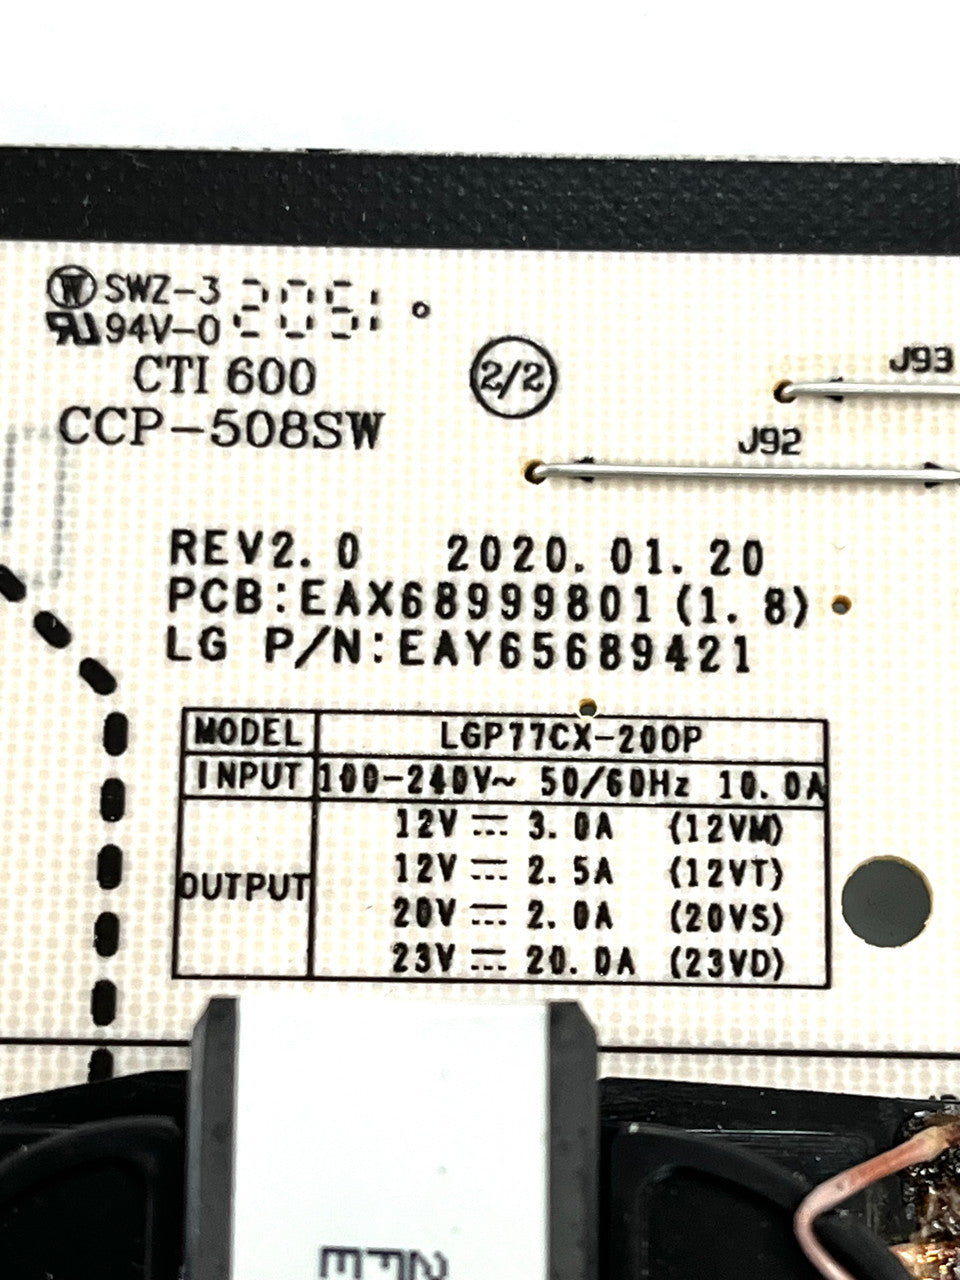 SWZ-3 2051
94V-0
CTI 600
CCP-508SW
2/2
J93
J92
REV2.0 2020.01.20
PCB:EAX68999801(1.8)
LG P/N:EAY65689421
MODEL LGP77CX-200P
INPUT 100-240V~ 50/60Hz 10.0A
OUTPUT
12V ⎓ 3.0A (12VM)
12V ⎓ 2.5A (12VT)
20V ⎓ 2.0A (20VS)
23V ⎓ 20.0A (23VD)